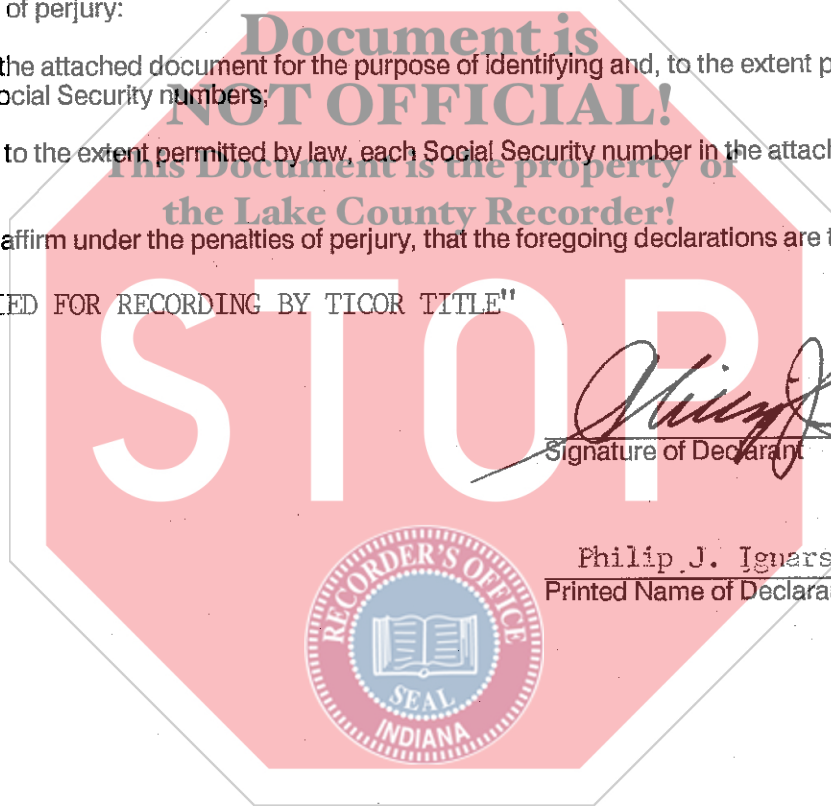 of perjury:
Document is
the attached document for the purpose of identifying and, to the extent p
ocial Security numbers;
NOT OFFICIAL!
to the extent permitted by law, each Social Security number in the attach
This Document is the property of
the Lake County Recorder!
affirm under the penalties of perjury, that the foregoing declarations are t
IED FOR RECORDING BY TICOR TITLE"
STOP
Signature of Declarant
Philip J. Ignars
Printed Name of Declara
RECORDER'S OFFICE
SEAL
INDIANA